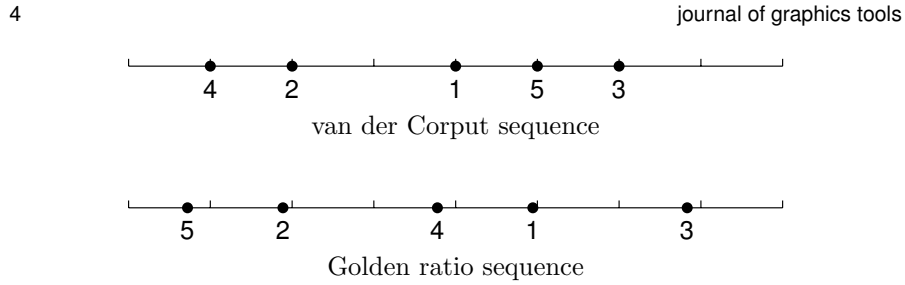 4 journal of graphics tools
4 2 1 5 3
van der Corput sequence
5 2 4 1 3
Golden ratio sequence